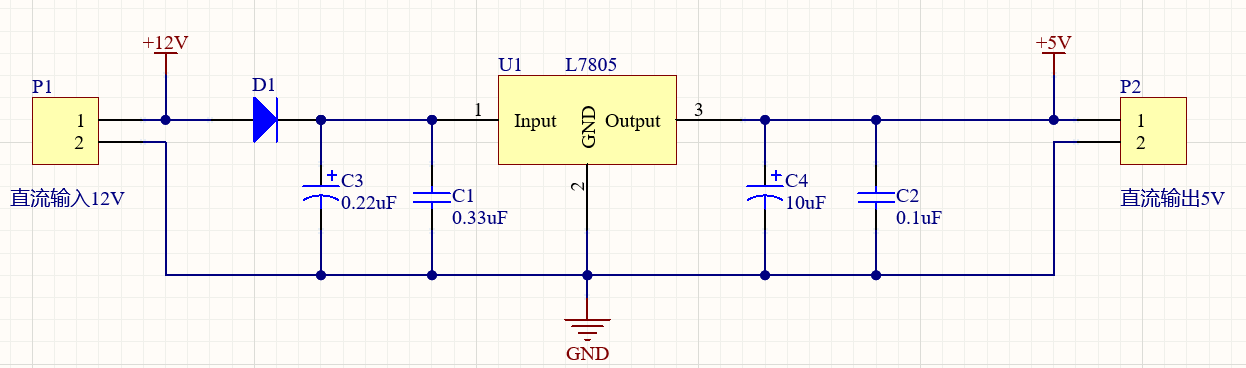 +12V
+5V
P1
D1
U1
L7805
P2
1
2
1
Input
GND
Output
3
2
1
2
C3
0.22uF
C1
0.33uF
C4
10uF
C2
0.1uF
直流输入12V
直流输出5V
GND